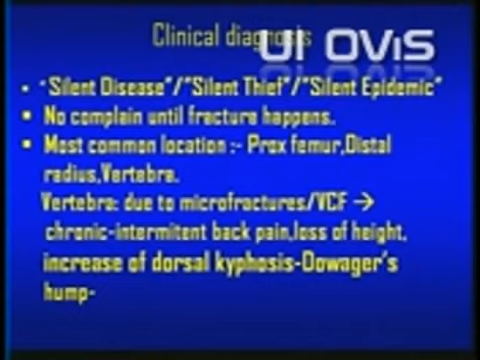 Clinical diagnosis
UI OViS
"Silent Disease"/"Silent Thief"/"Silent Epidemic"
No complain until fracture happens.
Most common location :- Prox femur,Distal
radius,Vertebra.
Vertebra: due to microfractures/VCF →
chronic-intermitent back pain,loss of height,
increase of dorsal kyphosis-Dowager's
hump-